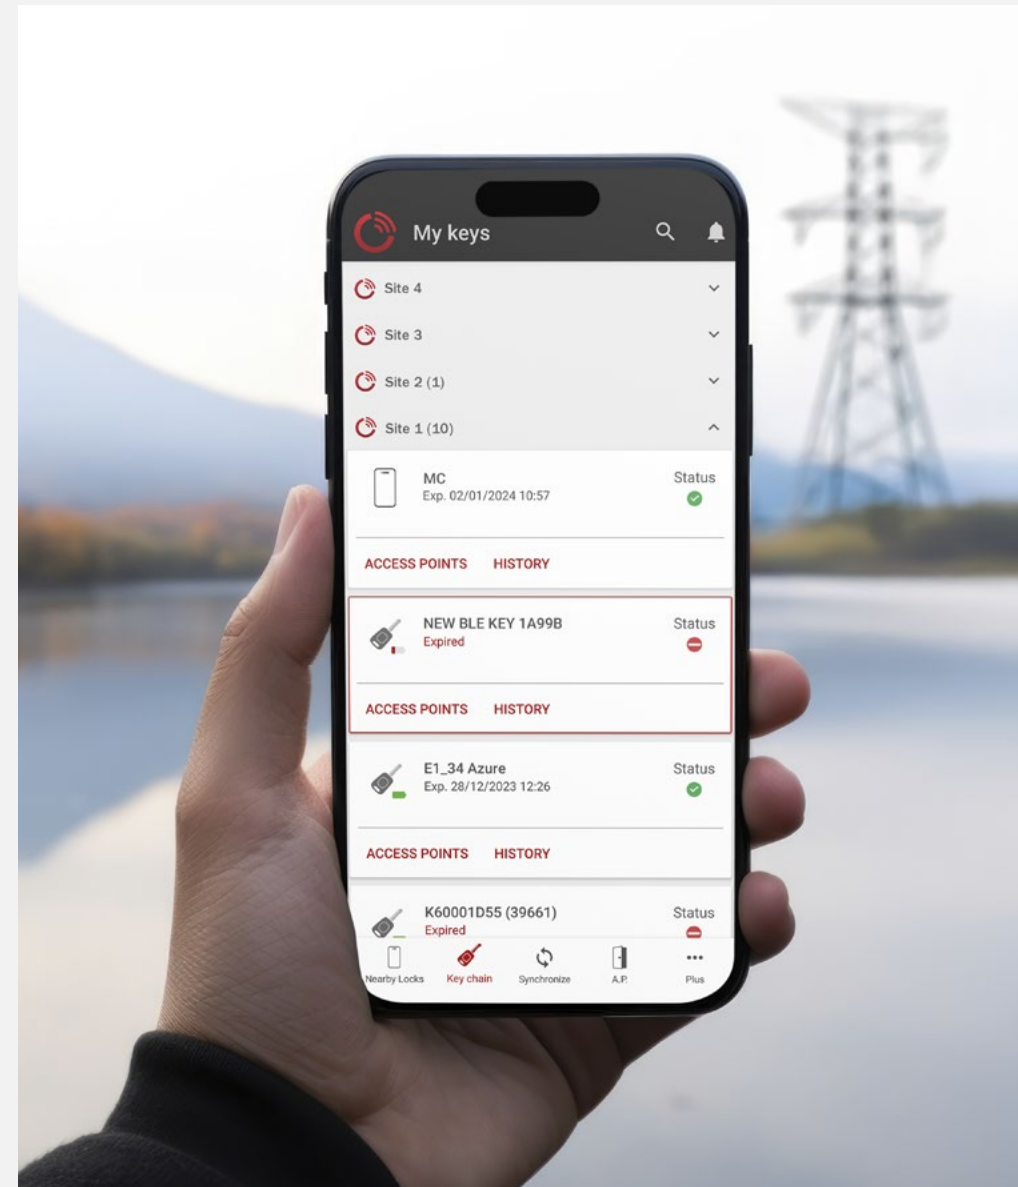 My keys
Site 4
Site 3
Site 2 (1)
Site 1 (10)
MC
Status
Exp. 02/01/2024 10:57
ACCESS POINTS HISTORY
NEW BLE KEY 1A99B
Status
Expired
ACCESS POINTS HISTORY
E1_34 Azure
Status
Exp. 28/12/2023 12:26
ACCESS POINTS HISTORY
K60001D55 (39661)
Status
Expired
Nearby Locks Key chain Synchronize A.P. Plus